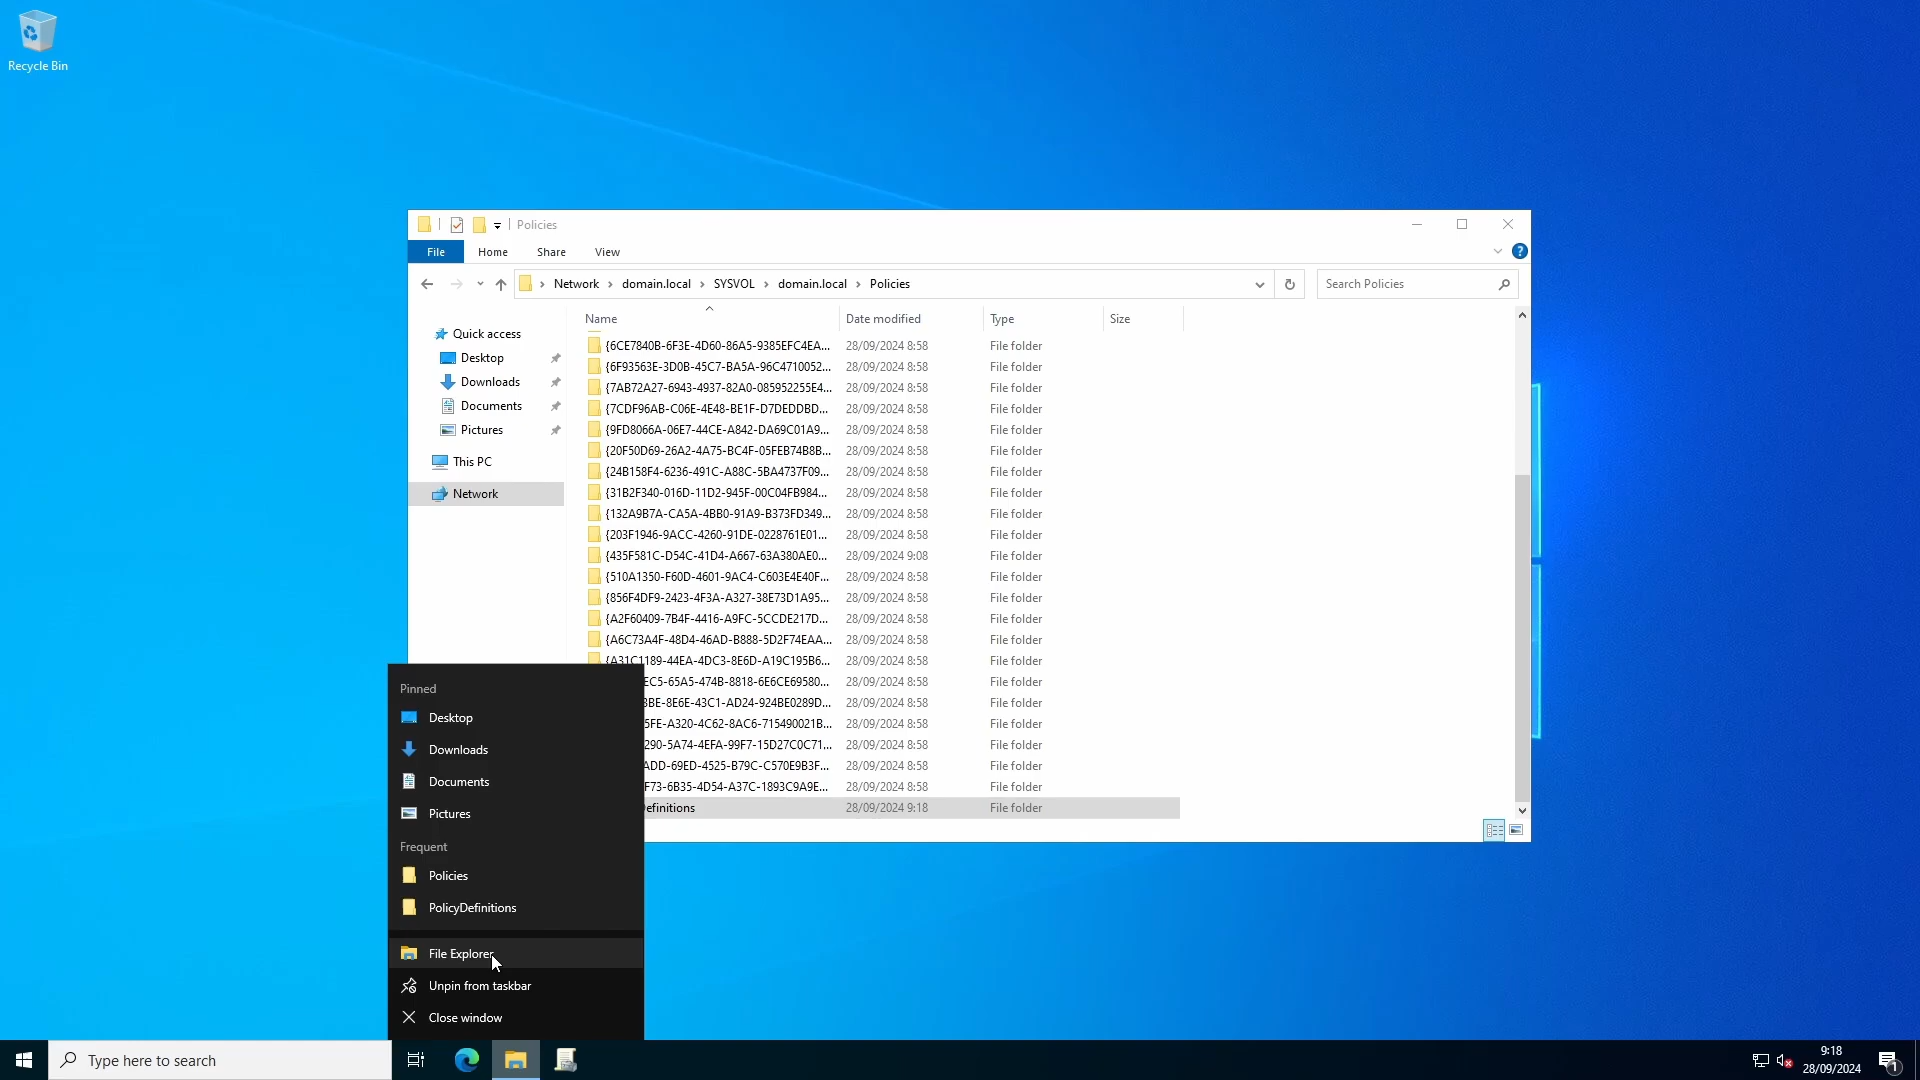 Recycle Bin
Policies
File Home Share View
Network domain.local SYSVOL domain.local Policies
Search Policies
Name Date modified Type Size
Quick access
Desktop
Downloads
Documents
Pictures
This PC
Network
{6CE7840B-6F3E-4D60-86A5-9385EFC4EA... 28/09/2024 8:58 File folder
{6F93563E-3D0B-45C7-BA5A-96C4710052... 28/09/2024 8:58 File folder
{7AB72A27-6943-4937-82A0-085952255E4... 28/09/2024 8:58 File folder
{7CDF96AB-C06E-4E48-BE1F-D7DEDDBD... 28/09/2024 8:58 File folder
{9FD8066A-06E7-44CE-A842-DA69C01A9... 28/09/2024 8:58 File folder
{20F50D69-26A2-4A75-BC4F-05FEB74B8B... 28/09/2024 8:58 File folder
{24B158F4-6236-491C-A88C-5BA4737F09... 28/09/2024 8:58 File folder
{31B2F340-016D-11D2-945F-00C04FB984... 28/09/2024 8:58 File folder
{132A9B7A-CA5A-4BB0-91A9-B373FD349... 28/09/2024 8:58 File folder
{203F1946-9ACC-4260-91DE-0228761E01... 28/09/2024 8:58 File folder
{435F581C-D54C-41D4-A667-63A380AE0... 28/09/2024 9:08 File folder
{510A1350-F60D-4601-9AC4-C603E4E40F... 28/09/2024 8:58 File folder
{856F4DF9-2423-4F3A-A327-38E73D1A95... 28/09/2024 8:58 File folder
{A2F60409-7B4F-4416-A9FC-5CCDE217D... 28/09/2024 8:58 File folder
{A6C73A4F-48D4-46AD-B888-5D2F74EAA... 28/09/2024 8:58 File folder
{A31C1189-44EA-4DC3-8E6D-A19C195B6... 28/09/2024 8:58 File folder
EC5-65A5-474B-8818-6E6CE69580... 28/09/2024 8:58 File folder
3BE-8E6E-43C1-AD24-924BE0289D... 28/09/2024 8:58 File folder
5FE-A320-4C62-8AC6-715490021B... 28/09/2024 8:58 File folder
290-5A74-4EFA-99F7-15D27C0C71... 28/09/2024 8:58 File folder
ADD-69ED-4525-B79C-C570E9B3F... 28/09/2024 8:58 File folder
F73-6B35-4D54-A37C-1893C9A9E... 28/09/2024 8:58 File folder
efinitions 28/09/2024 9:18 File folder
Pinned
Desktop
Downloads
Documents
Pictures
Frequent
Policies
PolicyDefinitions
File Explorer
Unpin from taskbar
Close window
Type here to search
9:18
28/09/2024
1